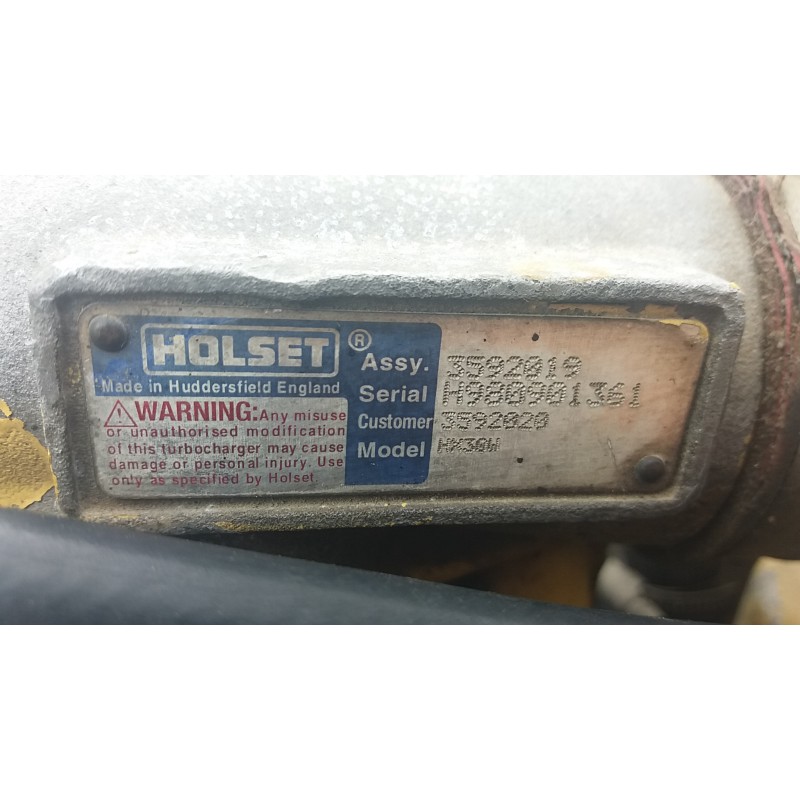 HOLSET ®
Made in Huddersfield England
WARNING: Any misuse
or unauthorised modification
of this turbocharger may cause
damage or personal injury. Use
only as specified by Holset.
Assy. 3592019
Serial H980901361
Customer 3592020
Model HX30W